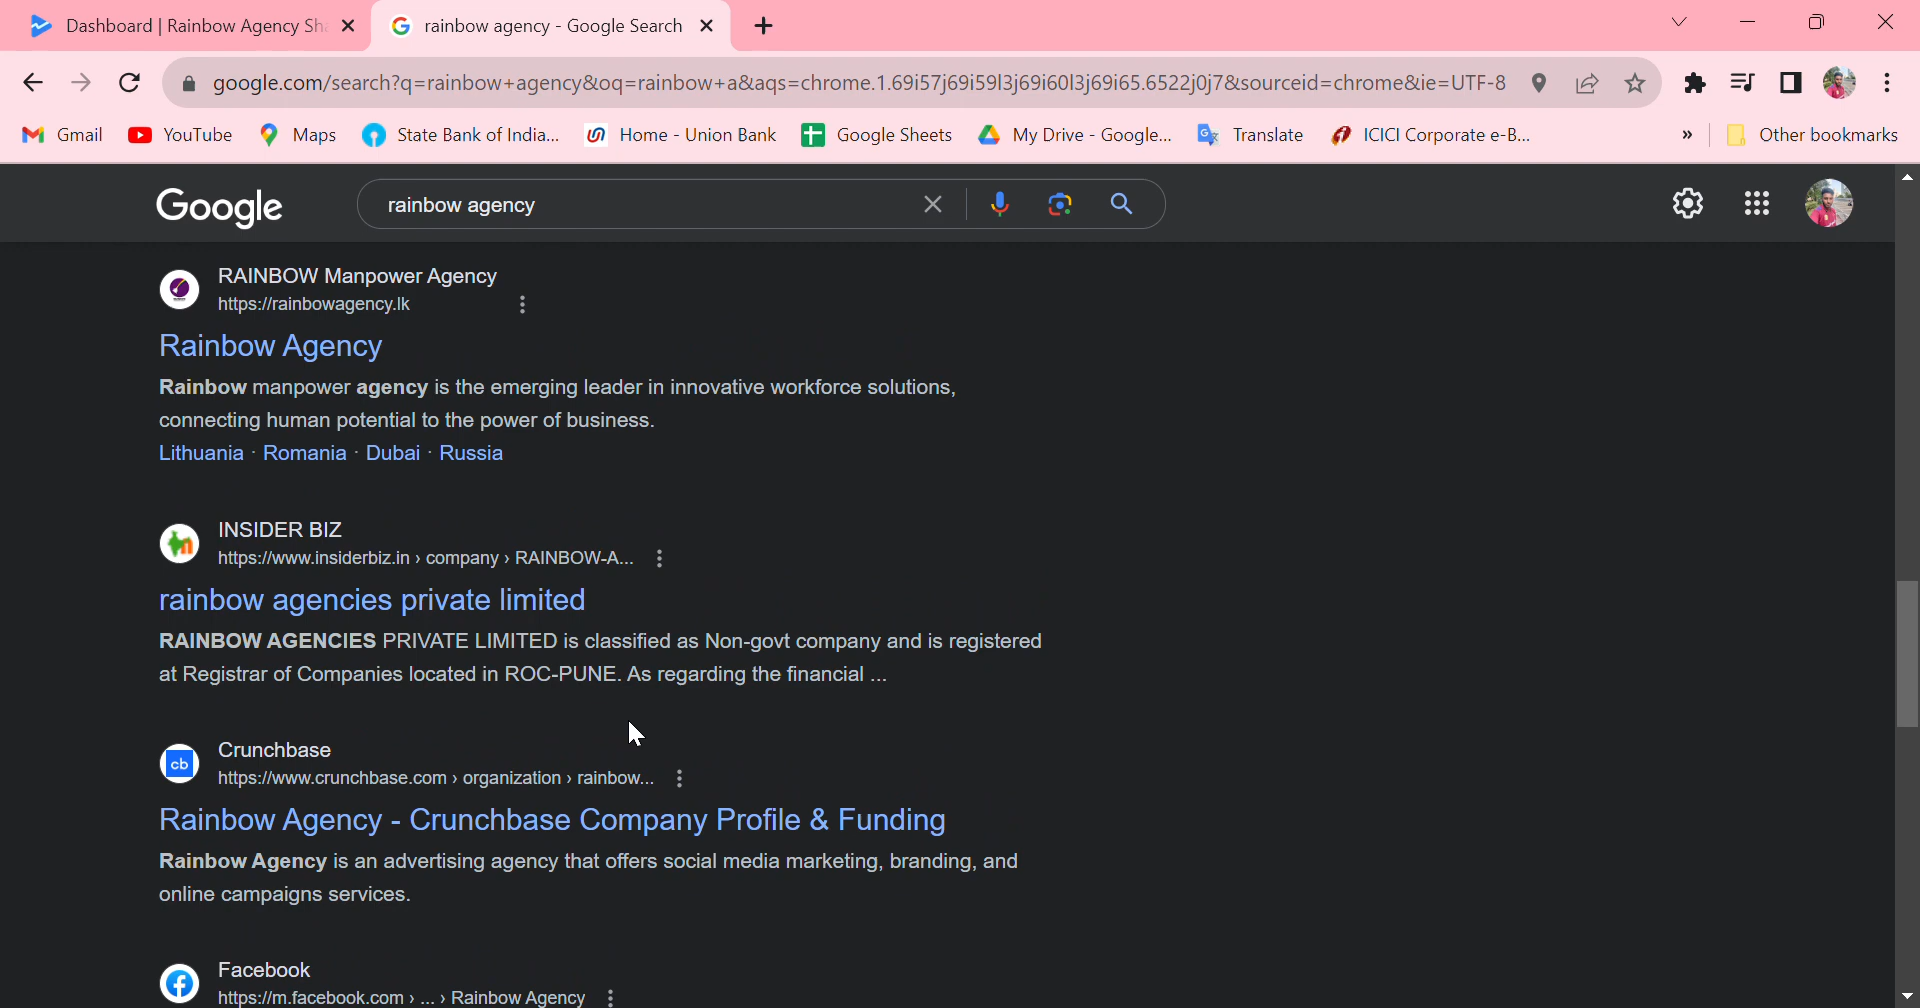 Dashboard | Rainbow Agency Sh
rainbow agency - Google Search
google.com/search?q=rainbow+agency&oq=rainbow+a&aqs=chrome.1.69i57j69i59l3j69i60l3j69i65.6522j0j7&sourceid=chrome&ie=UTF-8
Gmail YouTube Maps State Bank of India... Home - Union Bank Google Sheets My Drive - Google... Translate ICICI Corporate e-B... » Other bookmarks
Google rainbow agency
RAINBOW Manpower Agency
https://rainbowagency.lk
Rainbow Agency
Rainbow manpower agency is the emerging leader in innovative workforce solutions,
connecting human potential to the power of business.
Lithuania · Romania · Dubai · Russia
INSIDER BIZ
https://www.insiderbiz.in › company › RAINBOW-A...
rainbow agencies private limited
RAINBOW AGENCIES PRIVATE LIMITED is classified as Non-govt company and is registered
at Registrar of Companies located in ROC-PUNE. As regarding the financial ...
cb Crunchbase
https://www.crunchbase.com › organization › rainbow...
Rainbow Agency - Crunchbase Company Profile & Funding
Rainbow Agency is an advertising agency that offers social media marketing, branding, and
online campaigns services.
Facebook
https://m.facebook.com › ... › Rainbow Agency